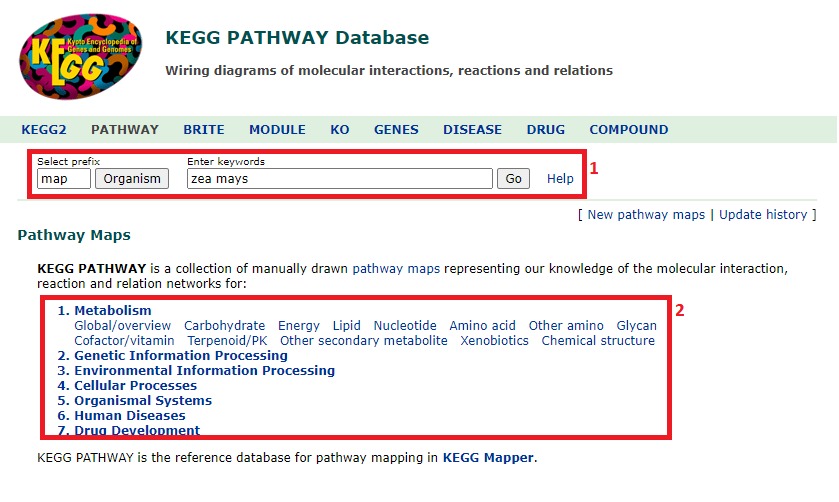 KEGG
Kyoto Encyclopedia of
Genes and Genomes
KEGG PATHWAY Database
Wiring diagrams of molecular interactions, reactions and relations
KEGG2 PATHWAY BRITE MODULE KO GENES DISEASE DRUG COMPOUND
Select prefix Enter keywords
map Organism zea mays Go Help 1
[ New pathway maps | Update history ]
Pathway Maps
KEGG PATHWAY is a collection of manually drawn pathway maps representing our knowledge of the molecular interaction,
reaction and relation networks for:
1. Metabolism 2
Global/overview Carbohydrate Energy Lipid Nucleotide Amino acid Other amino Glycan
Cofactor/vitamin Terpenoid/PK Other secondary metabolite Xenobiotics Chemical structure
2. Genetic Information Processing
3. Environmental Information Processing
4. Cellular Processes
5. Organismal Systems
6. Human Diseases
7. Drug Development
KEGG PATHWAY is the reference database for pathway mapping in KEGG Mapper.